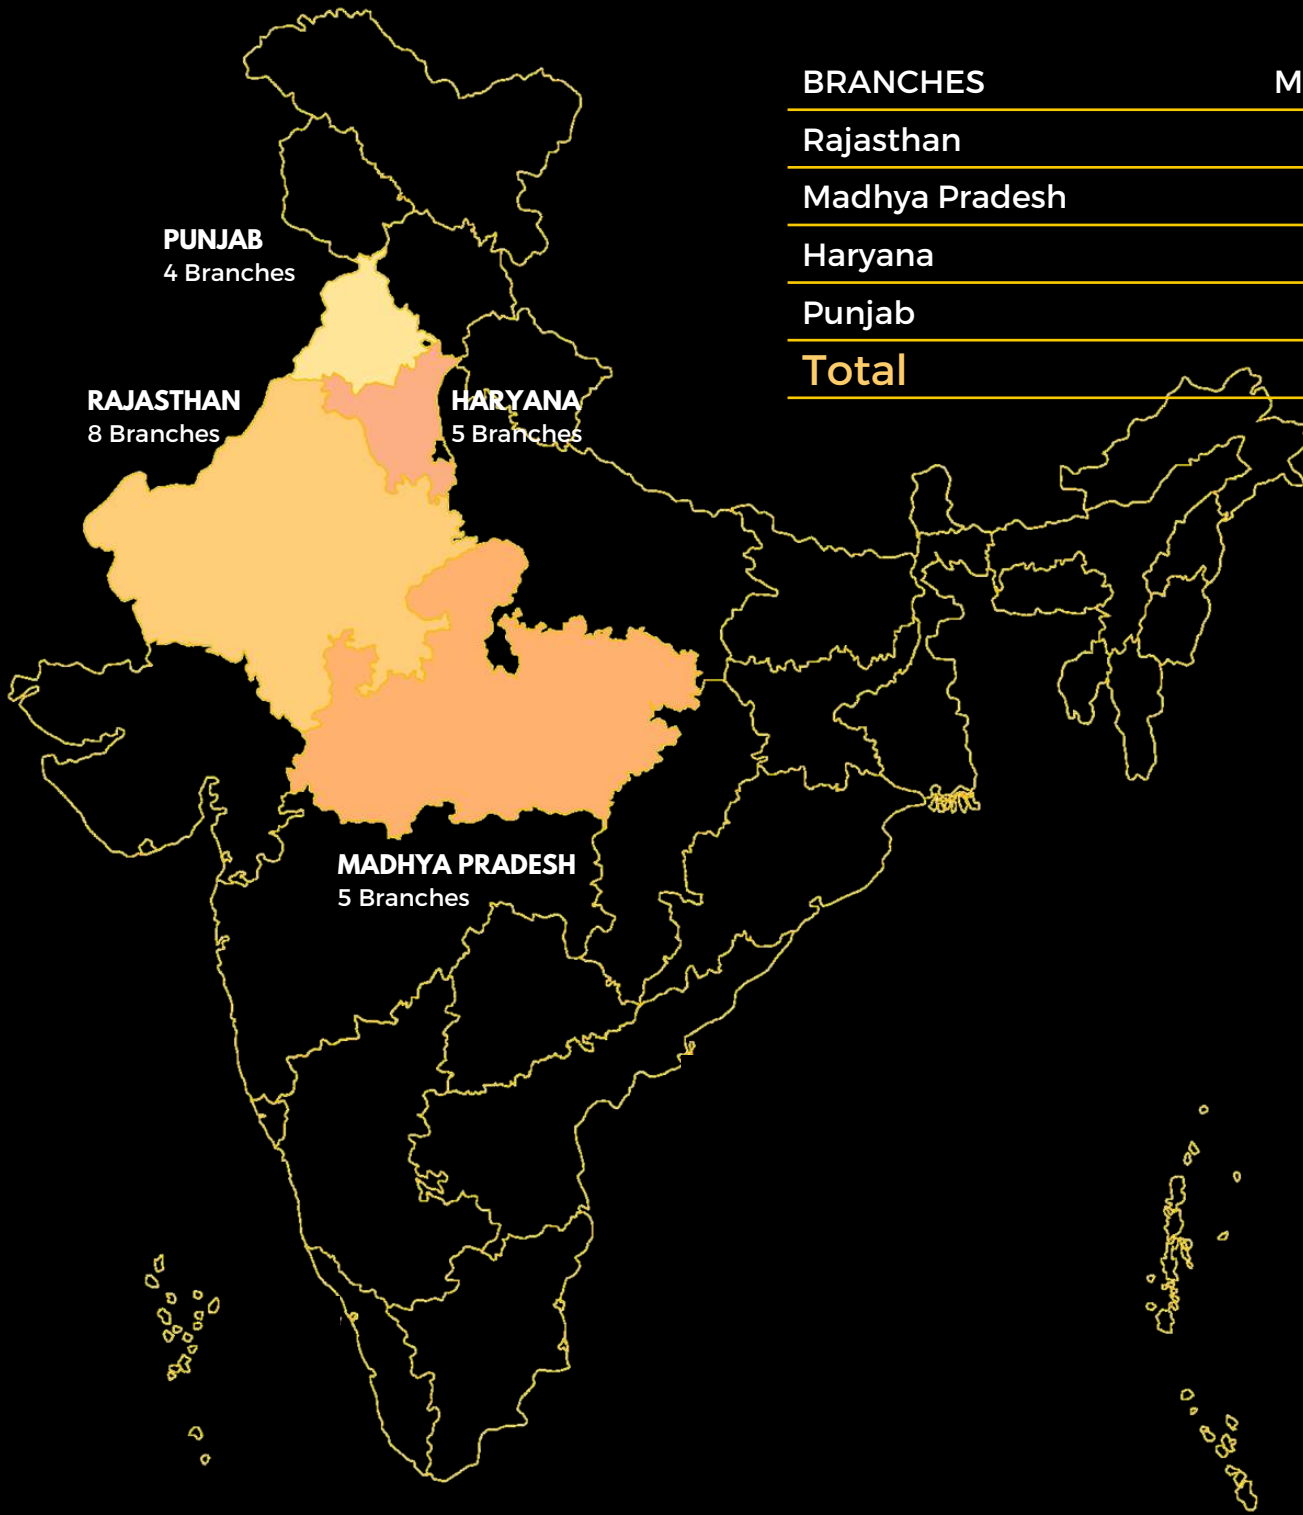 BRANCHES M
Rajasthan
Madhya Pradesh
Haryana
Punjab
Total
PUNJAB
4 Branches
RAJASTHAN
8 Branches
HARYANA
5 Branches
MADHYA PRADESH
5 Branches